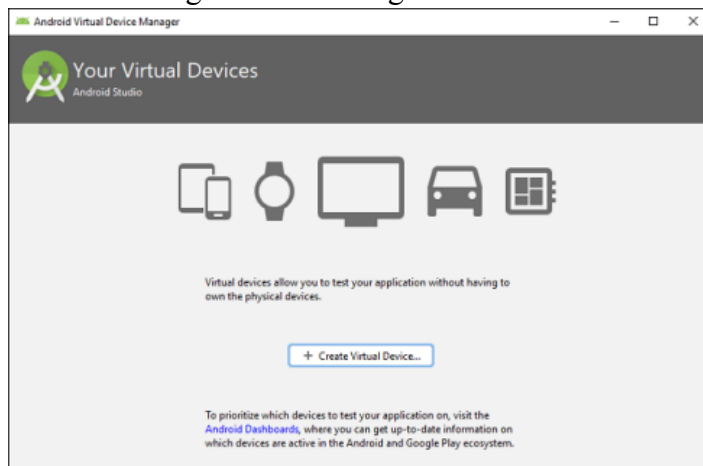 Android Virtual Device Manager
Your Virtual Devices
Android Studio
Virtual devices allow you to test your application without having to
own the physical devices.
+ Create Virtual Device...
To prioritize which devices to test your application on, visit the
Android Dashboards, where you can get up-to-date information on
which devices are active in the Android and Google Play ecosystem.